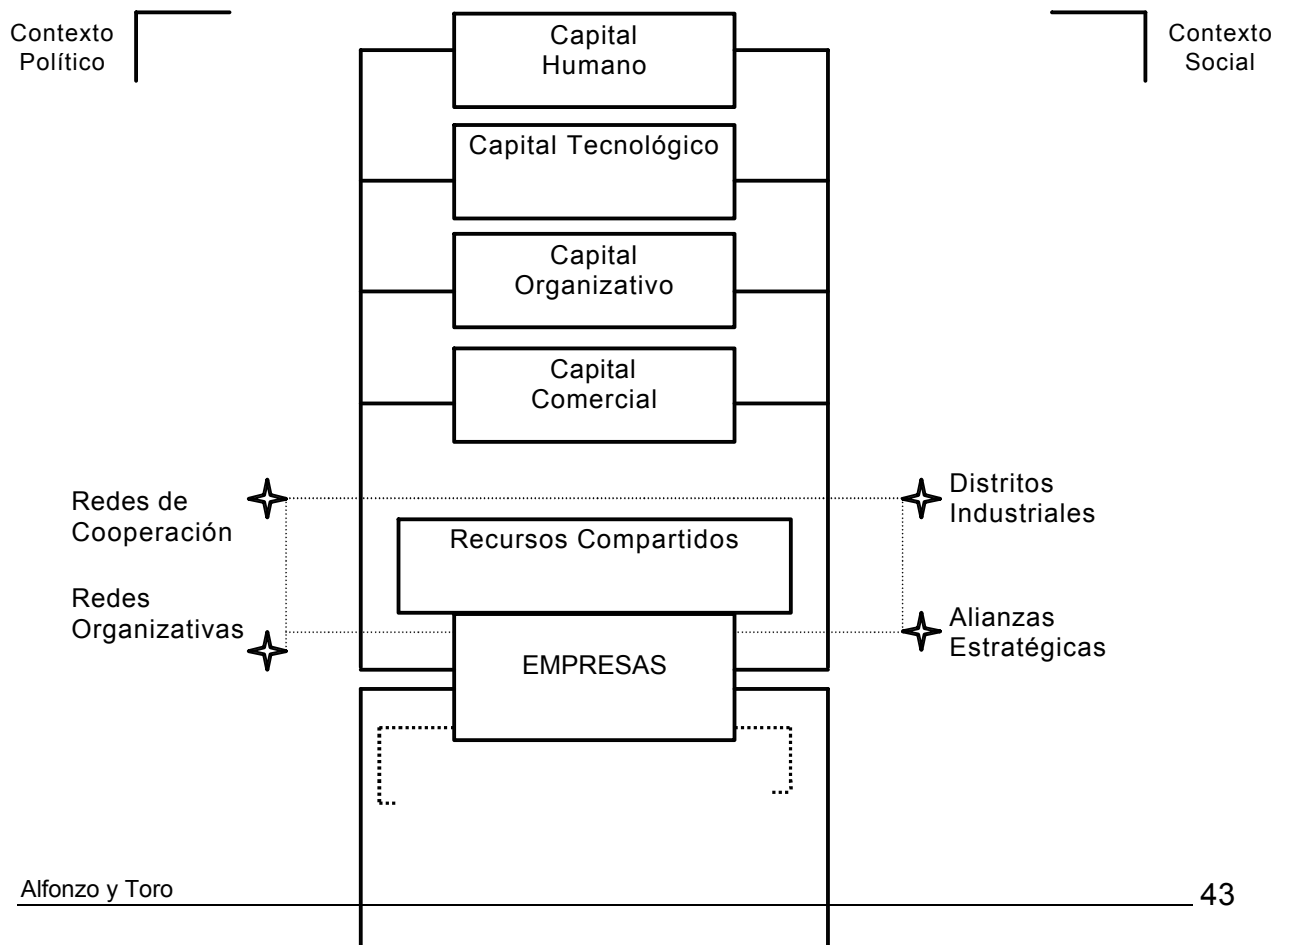 Contexto
Político
Capital
Humano
Contexto
Social
Capital Tecnológico
Capital
Organizativo
Capital
Comercial
Redes de
Cooperación
Distritos
Industriales
Recursos Compartidos
Redes
Organizativas
Alianzas
Estratégicas
EMPRESAS
Alfonzo y Toro
43